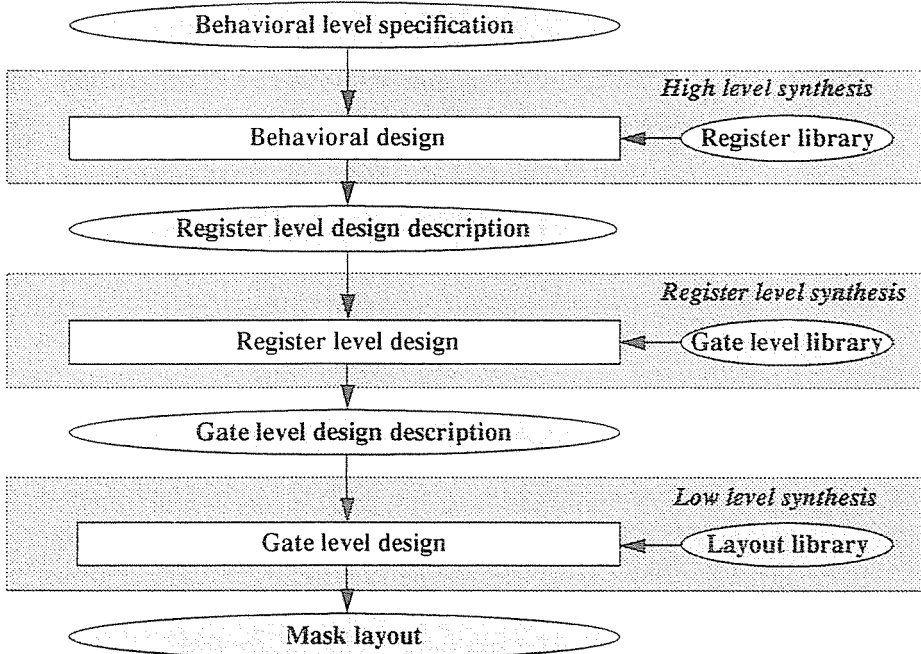 Behavioral level specification
High level synthesis
Behavioral design
Register library
Register level design description
Register level synthesis
Register level design
Gate level library
Gate level design description
Low level synthesis
Gate level design
Layout library
Mask layout